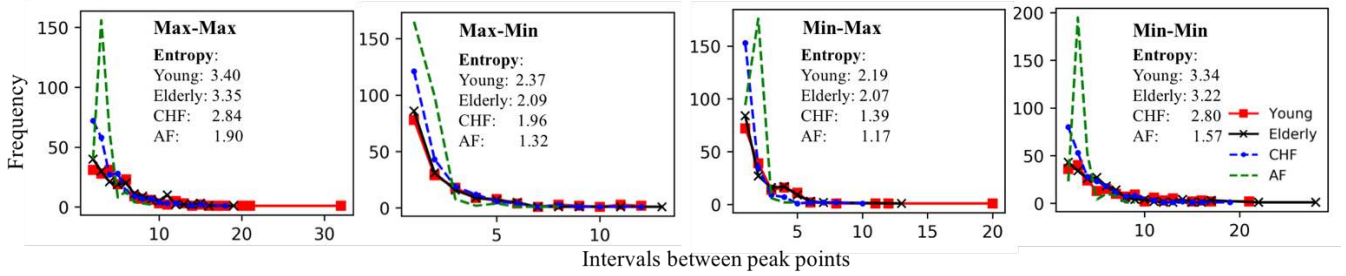 Frequency
Max-Max
Entropy:
Young: 3.40
Elderly: 3.35
CHF: 2.84
AF: 1.90
150
100
50
0
10 20 30
Max-Min
Entropy:
Young: 2.37
Elderly: 2.09
CHF: 1.96
AF: 1.32
150
100
50
0
5 10
Min-Max
Entropy:
Young: 2.19
Elderly: 2.07
CHF: 1.39
AF: 1.17
150
100
50
0
5 10 15 20
Min-Min
Entropy:
Young: 3.34
Elderly: 3.22
CHF: 2.80
AF: 1.57
200
150
100
50
0
10 20
Young
Elderly
CHF
AF
Intervals between peak points